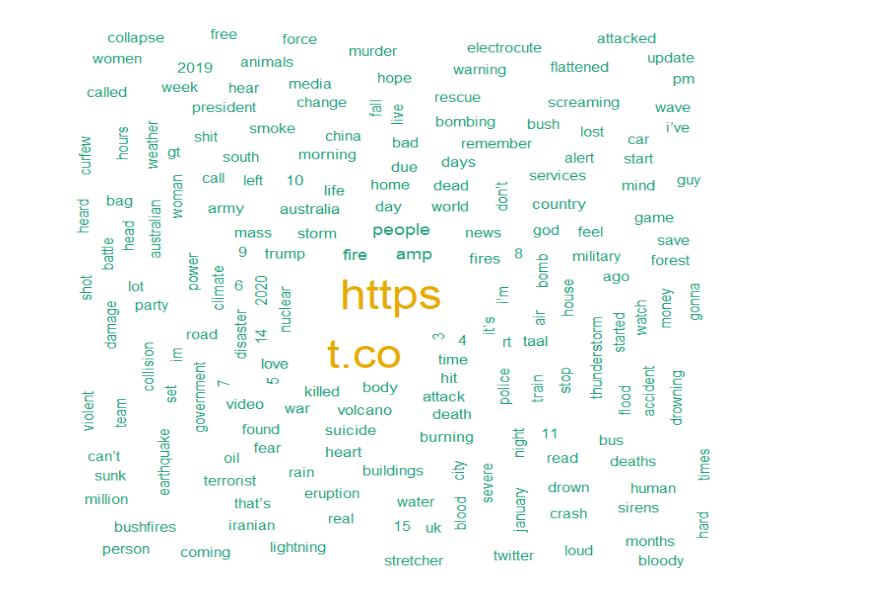 collapse
free
force
murder
electrocute
attacked
women
2019
animals
warning
flattened
update
called
week
hear
media
hope
pm
president
change
fall
live
rescue
screaming
wave
curfew
hours
weather
shit
smoke
china
bad
bombing
bush
lost
i've
gt
south
morning
due
remember
days
alert
car
start
heard
bag
woman
call
left
10
life
home
dead
don't
services
mind
guy
battle
head
australian
army
australia
day
world
country
game
mass
storm
people
news
god
feel
save
shot
power
9
trump
fire
amp
fires
8
bomb
military
forest
lot
climate
6
2020
nuclear
https
i'm
house
ago
gonna
damage
party
disaster
14
it's
air
thunderstorm
started
watch
money
collision
im
road
love
t.co
3
4
rt
taal
violent
team
set
government
7
5
killed
body
time
hit
police
train
stop
flood
accident
drowning
video
war
volcano
attack
death
earthquake
found
suicide
burning
night
11
bus
can't
fear
heart
city
read
deaths
times
sunk
oil
terrorist
rain
buildings
severe
million
that's
eruption
water
blood
january
drown
human
bushfires
iranian
real
15
uk
crash
sirens
hard
person
coming
lightning
stretcher
twitter
loud
months
bloody